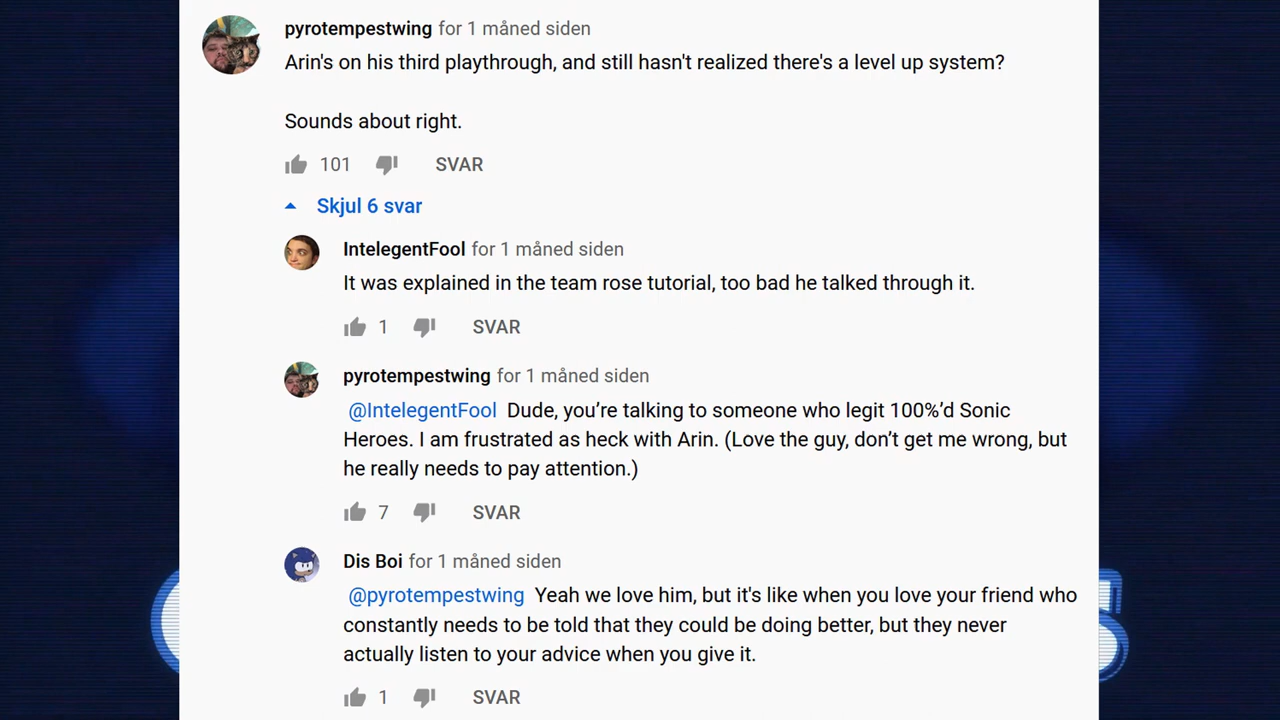 pyrotempestwing for 1 måned siden
Arin's on his third playthrough, and still hasn't realized there's a level up system?
Sounds about right.
101 SVAR
Skjul 6 svar
IntelegentFool for 1 måned siden
It was explained in the team rose tutorial, too bad he talked through it.
1 SVAR
pyrotempestwing for 1 måned siden
@IntelegentFool Dude, you’re talking to someone who legit 100%’d Sonic
Heroes. I am frustrated as heck with Arin. (Love the guy, don’t get me wrong, but
he really needs to pay attention.)
7 SVAR
Dis Boi for 1 måned siden
@pyrotempestwing Yeah we love him, but it's like when you love your friend who
constantly needs to be told that they could be doing better, but they never
actually listen to your advice when you give it.
1 SVAR